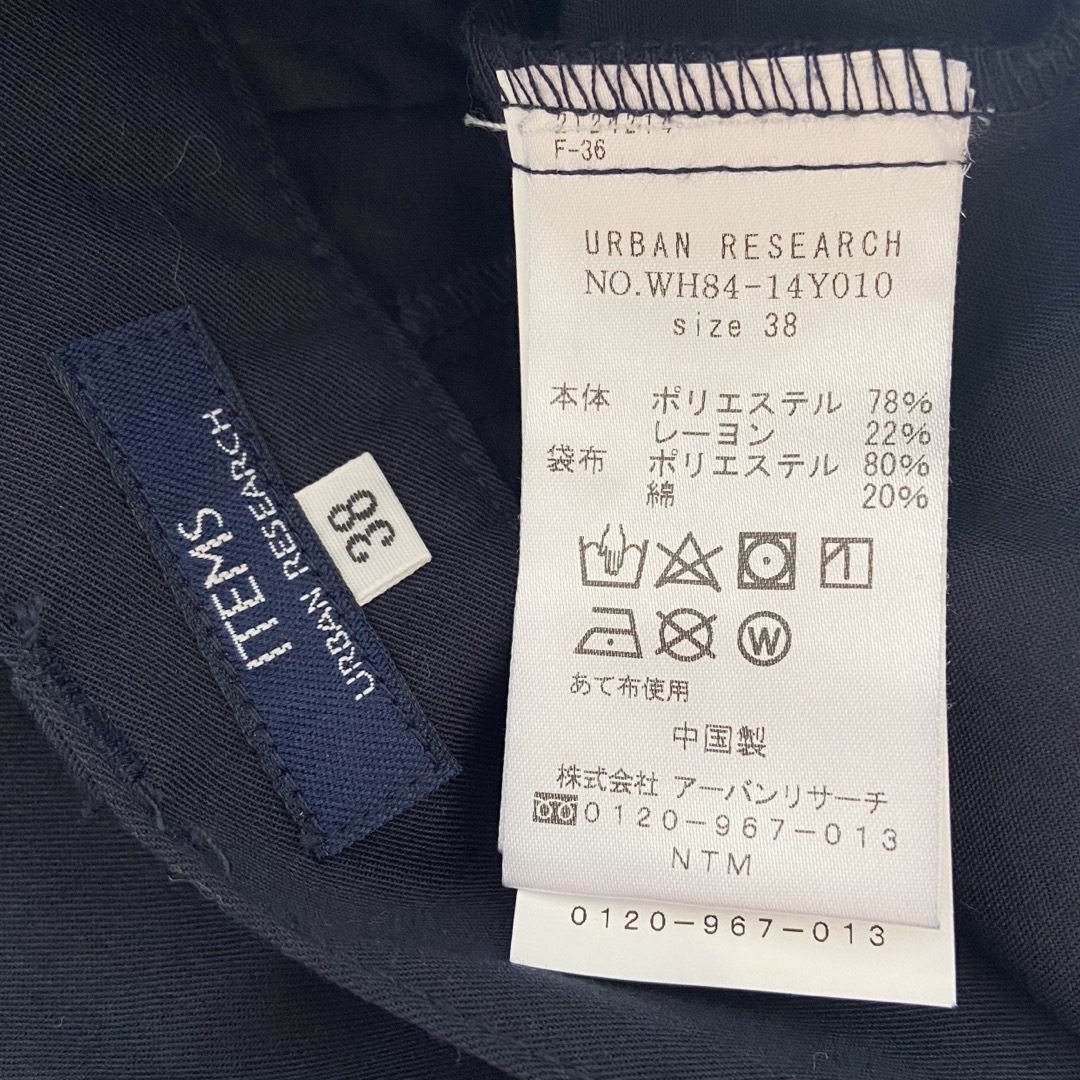 F-36
URBAN RESEARCH
NO.WH84-14Y010
size 38
本体 ポリエステル 78%
レーヨン 22%
袋布 ポリエステル 80%
綿 20%
W
あて布使用
中国製
株式会社 アーバンリサーチ
0120-967-013
NTM
0120-967-013
ITEMS
URBAN RESEARCH
38